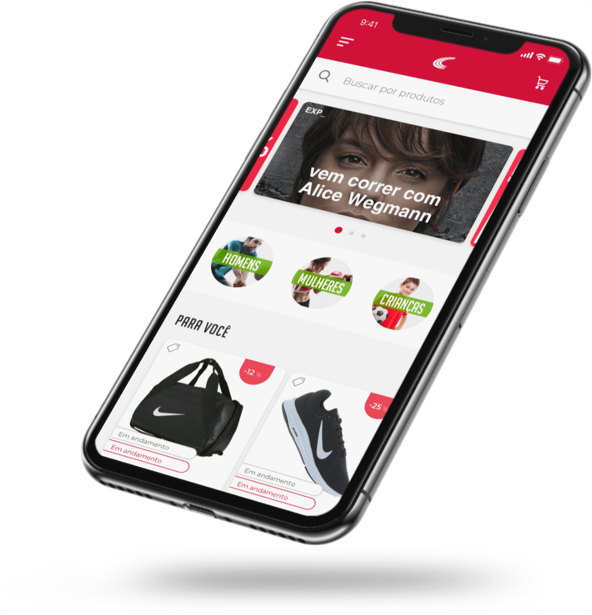 9:41
Buscar por produtos
EXP_
vem correr com
Alice Wegmann
HOMENS
MULHERES
CRIANÇAS
PARA VOCÊ
-12 %
-25
Em andamento
Em andamento
Em andamento
Em andamento